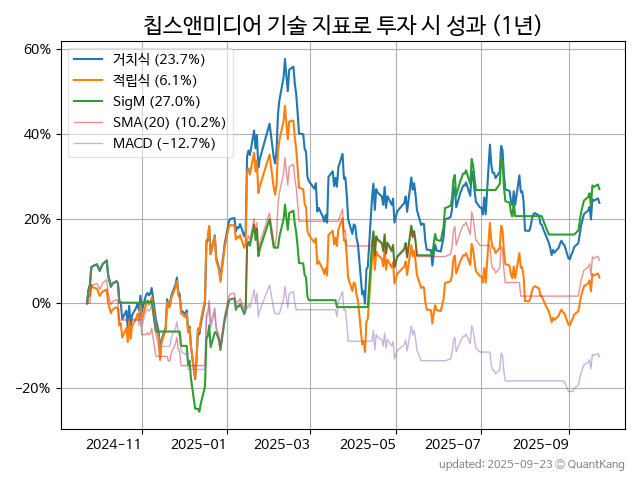 칩스앤미디어 기술 지표로 투자 시 성과 (1년)
60%
40%
20%
0%
−20%
거치식 (23.7%)
적립식 (6.1%)
SigM (27.0%)
SMA(20) (10.2%)
MACD (−12.7%)
2024-11
2025-01
2025-03
2025-05
2025-07
2025-09
updated: 2025-09-23 © QuantKang